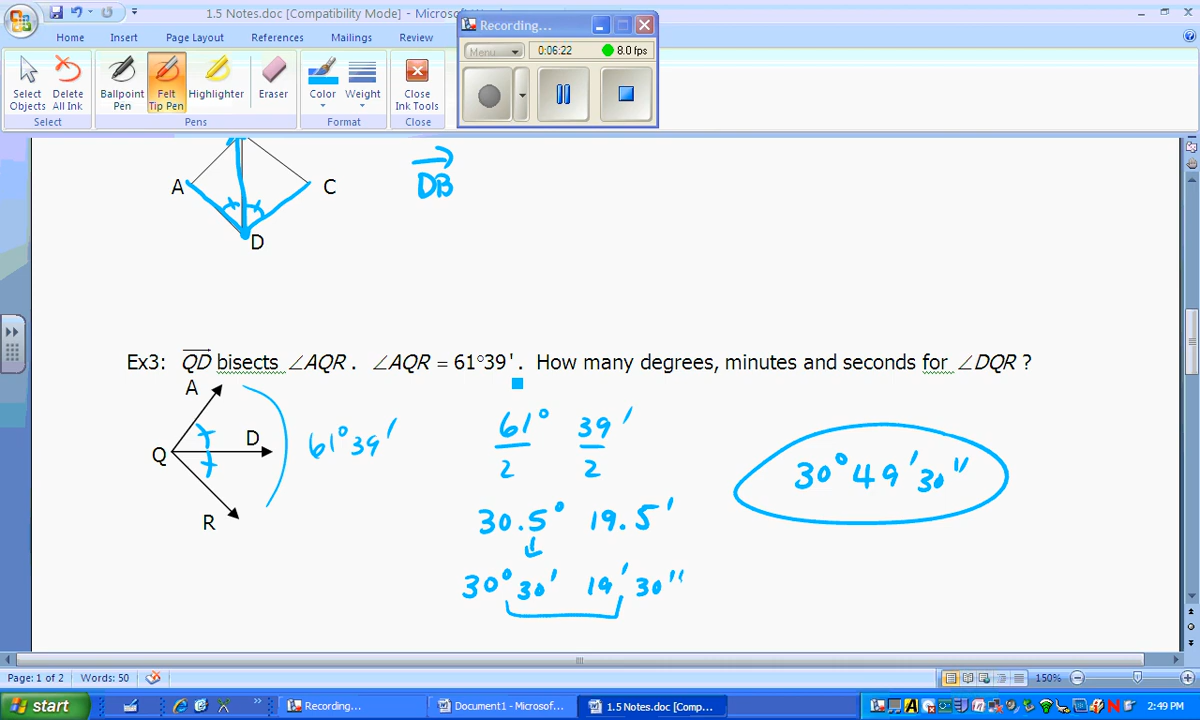 1.5 Notes.doc [Compatibility Mode] - Microsof
Recording...
Home Insert Page Layout References Mailings Review
Menu 0:06:22 8.0 fps
Select Objects
Delete All Ink
Ballpoint Pen
Felt Tip Pen
Highlighter
Eraser
Color
Weight
Close Ink Tools
Select Pens Format Close
A C DB
D
Ex3: QD bisects ∠AQR. ∠AQR = 61°39'. How many degrees, minutes and seconds for ∠DQR ?
A
Q D R
61°39'
61° 39'
2 2
30.5° 19.5'
30°30' 19'30"
30°49'30"
Page: 1 of 2 Words: 50 150%
start Recording... Document1 - Microsof... 1.5 Notes.doc [Comp... 2:49 PM